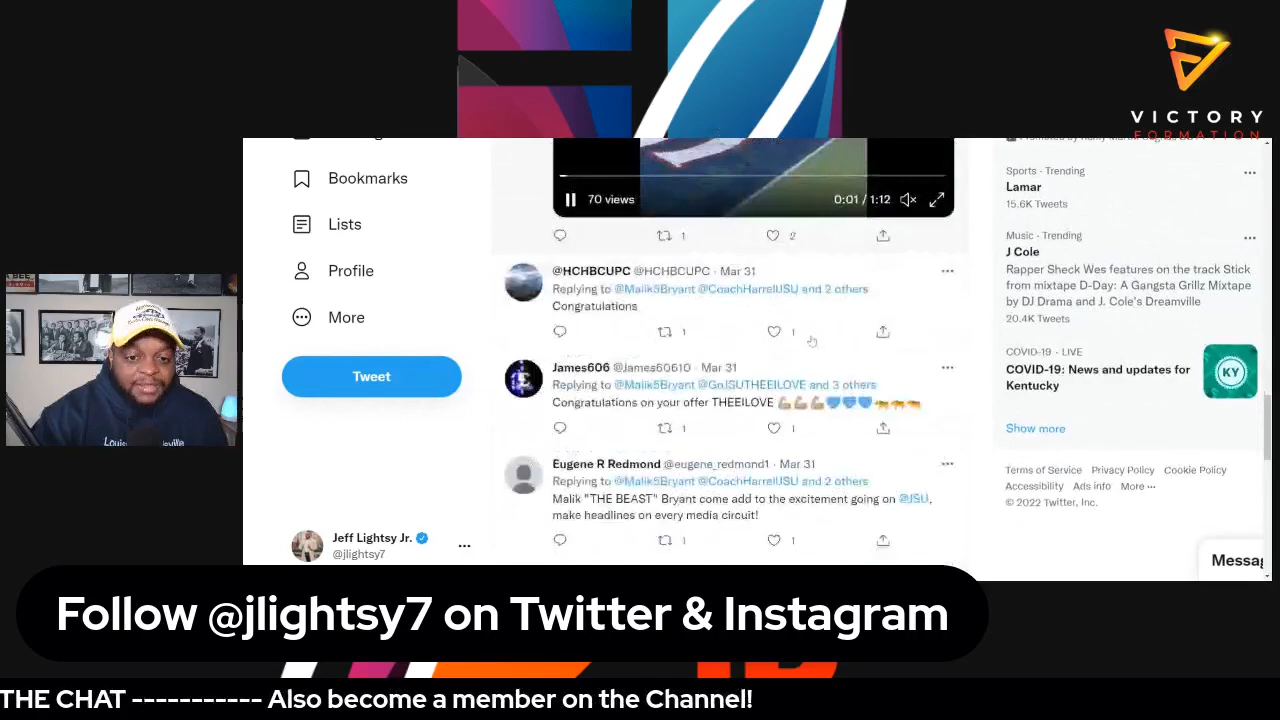 VICTORY
FORMATION
Bookmarks
Lists
Profile
More
Tweet
Jeff Lightsy Jr.
@jlightsy7
70 views
0:01 / 1:12
1
2
@HCHBCUPC @HCHBCUPC · Mar 31
Replying to @Malik5Bryant @CoachHarrellJSU and 2 others
Congratulations
1
1
James606 @James60610 · Mar 31
Replying to @Malik5Bryant @GoJSUTHEEILOVE and 3 others
Congratulations on your offer THEEILOVE 💪🏽💪🏽💪🏽💙💙💙🐅🐅🐅
1
1
Eugene R Redmond @eugene_redmond1 · Mar 31
Replying to @Malik5Bryant @CoachHarrellJSU and 2 others
Malik "THE BEAST" Bryant come add to the excitement going on @JSU,
make headlines on every media circuit!
1
1
Sports · Trending
Lamar
15.6K Tweets
Music · Trending
J Cole
Rapper Sheck Wes features on the track Stick
from mixtape D-Day: A Gangsta Grillz Mixtape
by DJ Drama and J. Cole's Dreamville
20.4K Tweets
COVID-19 · LIVE
COVID-19: News and updates for
Kentucky
KY
Show more
Terms of Service Privacy Policy Cookie Policy
Accessibility Ads info More ···
© 2022 Twitter, Inc.
Messag
Follow @jlightsy7 on Twitter & Instagram
THE CHAT ----------- Also become a member on the Channel!